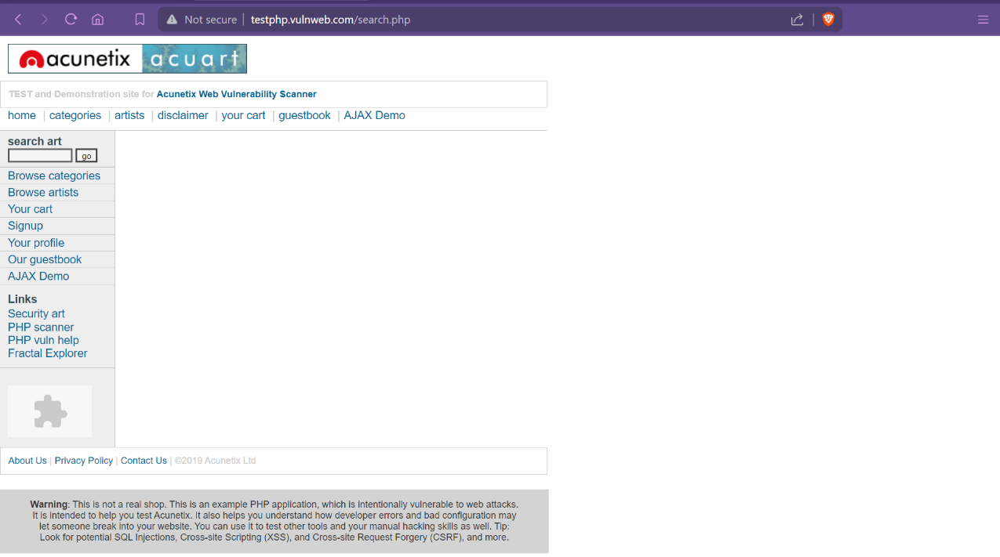 Not secure | testphp.vulnweb.com/search.php
acunetix acuart
TEST and Demonstration site for Acunetix Web Vulnerability Scanner
home | categories | artists | disclaimer | your cart | guestbook | AJAX Demo
search art
go
Browse categories
Browse artists
Your cart
Signup
Your profile
Our guestbook
AJAX Demo
Links
Security art
PHP scanner
PHP vuln help
Fractal Explorer
About Us | Privacy Policy | Contact Us | ©2019 Acunetix Ltd
Warning: This is not a real shop. This is an example PHP application, which is intentionally vulnerable to web attacks.
It is intended to help you test Acunetix. It also helps you understand how developer errors and bad configuration may
let someone break into your website. You can use it to test other tools and your manual hacking skills as well. Tip:
Look for potential SQL Injections, Cross-site Scripting (XSS), and Cross-site Request Forgery (CSRF), and more.